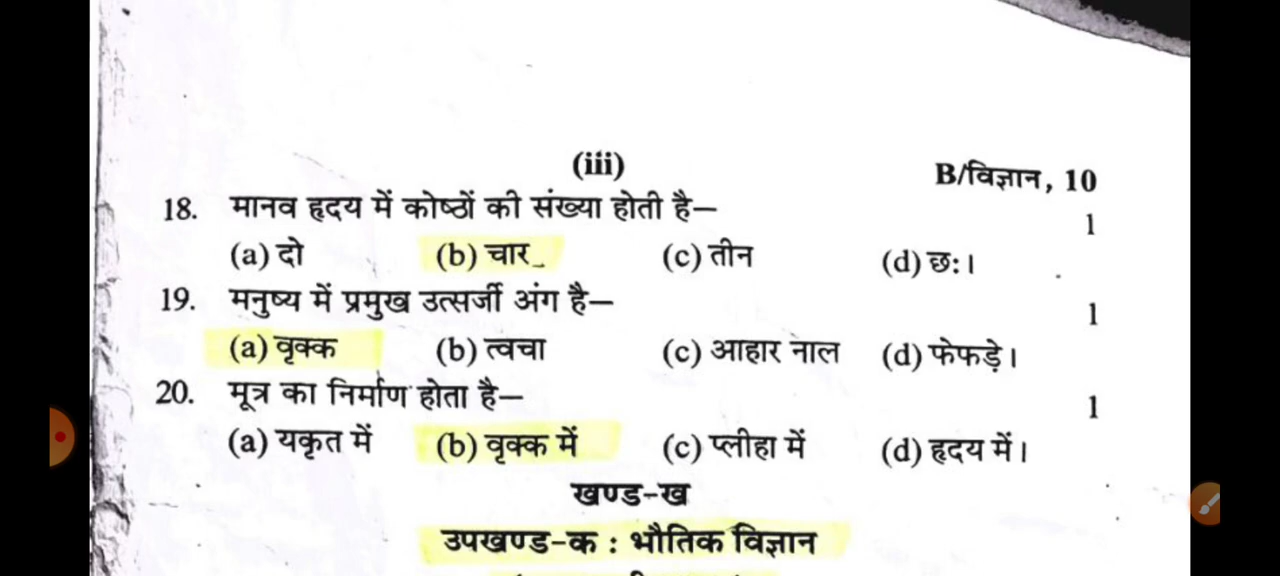 (iii)
B/विज्ञान, 10
18. मानव हृदय में कोष्ठों की संख्या होती है– 1
(a) दो (b) चार (c) तीन (d) छः।
19. मनुष्य में प्रमुख उत्सर्जी अंग है– 1
(a) वृक्क (b) त्वचा (c) आहार नाल (d) फेफड़े।
20. मूत्र का निर्माण होता है– 1
(a) यकृत में (b) वृक्क में (c) प्लीहा में (d) हृदय में।
खण्ड-ख
उपखण्ड-क : भौतिक विज्ञान